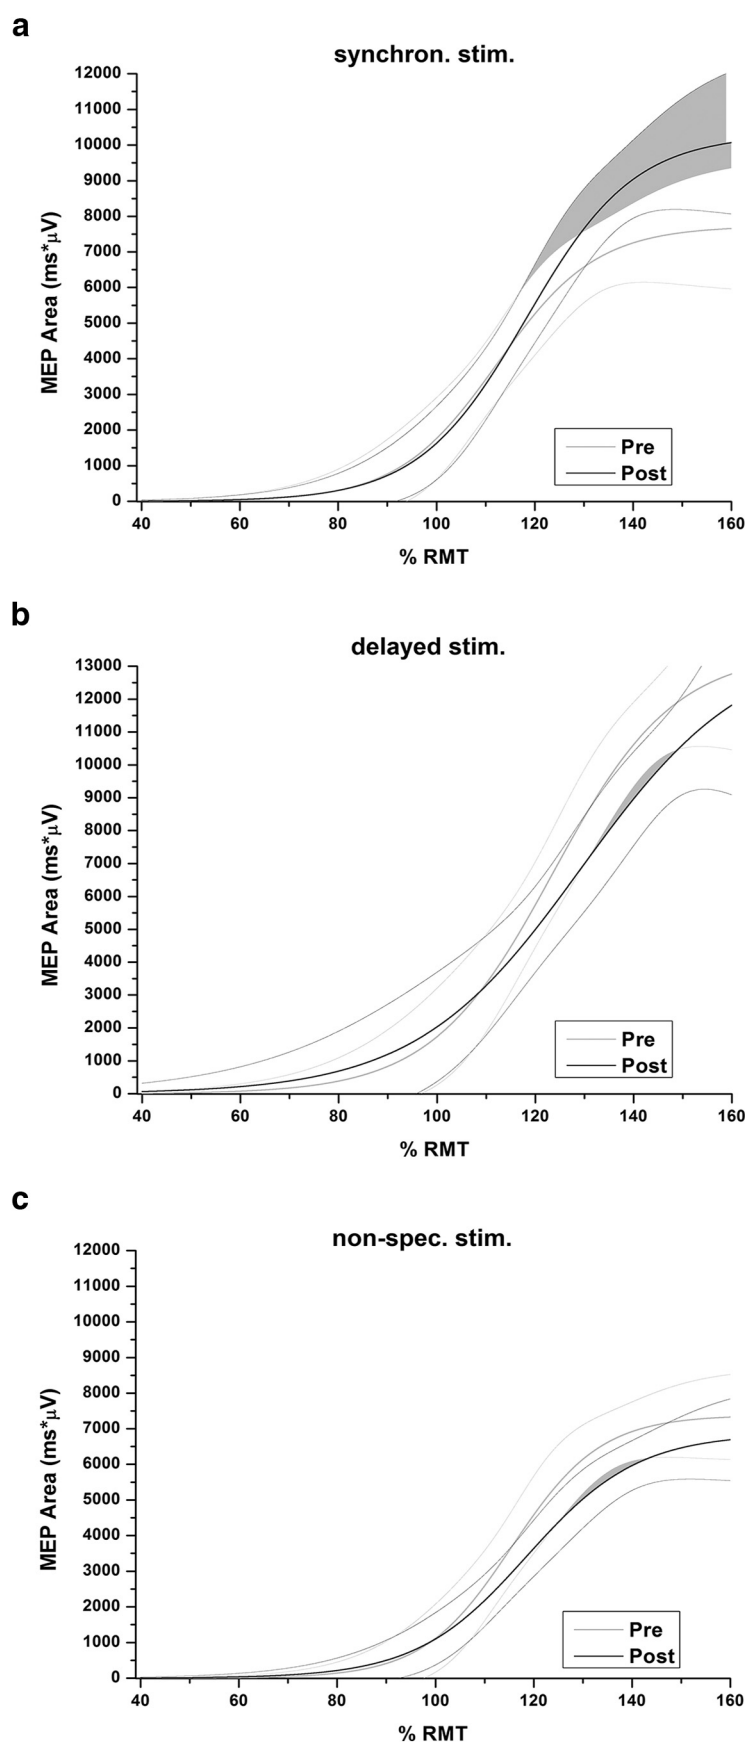 a
synchron. stim.
12000
11000
10000
9000
8000
7000
6000
5000
4000
3000
2000
1000
0
MEP Area (ms*μV)
Pre
Post
40 60 80 100 120 140 160
% RMT
b
delayed stim.
13000
12000
11000
10000
9000
8000
7000
6000
5000
4000
3000
2000
1000
0
MEP Area (ms*μV)
Pre
Post
40 60 80 100 120 140 160
% RMT
c
non-spec. stim.
12000
11000
10000
9000
8000
7000
6000
5000
4000
3000
2000
1000
0
MEP Area (ms*μV)
Pre
Post
40 60 80 100 120 140 160
% RMT